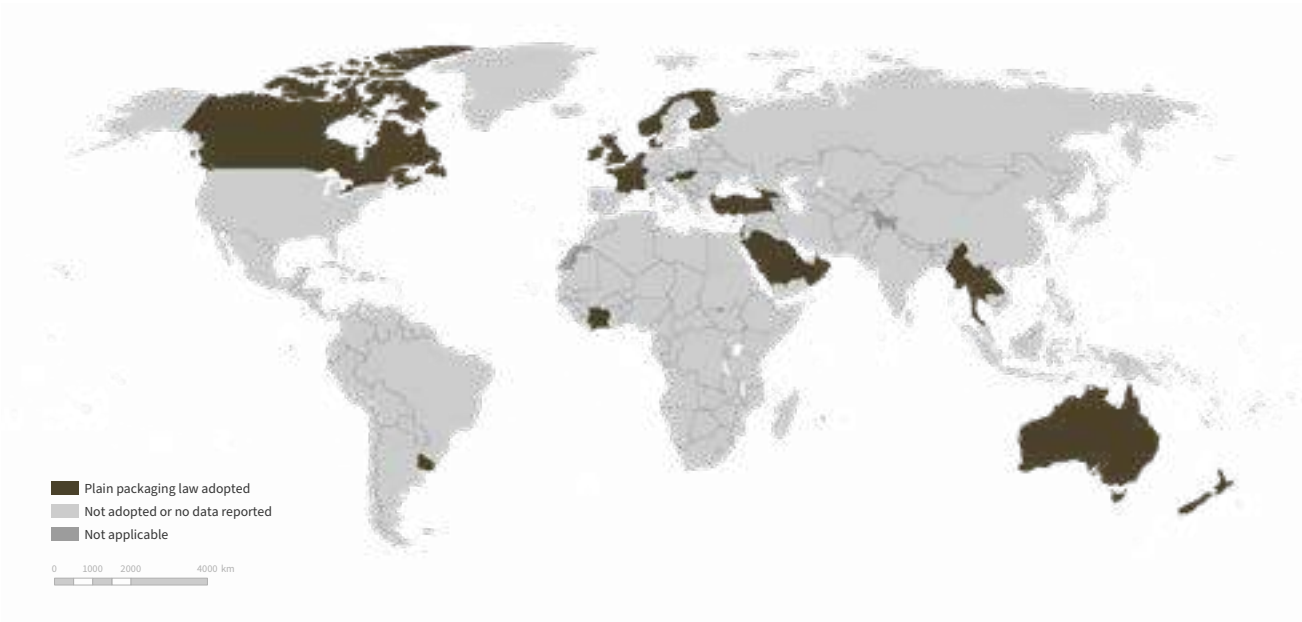 Plain packaging law adopted
Not adopted or no data reported
Not applicable
0 1000 2000 4000 km